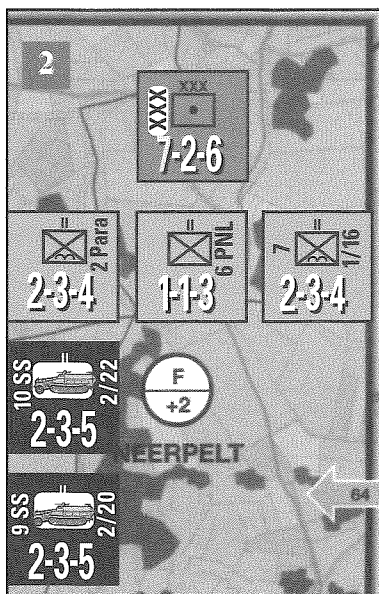 2
XXX
XXX
7-2-6
2 Para
2-3-4
6 PNL
1-1-3
7
1/16
2-3-4
10 SS
2/22
2-3-5
F
+2
NEERPELT
9 SS
2/20
2-3-5
64